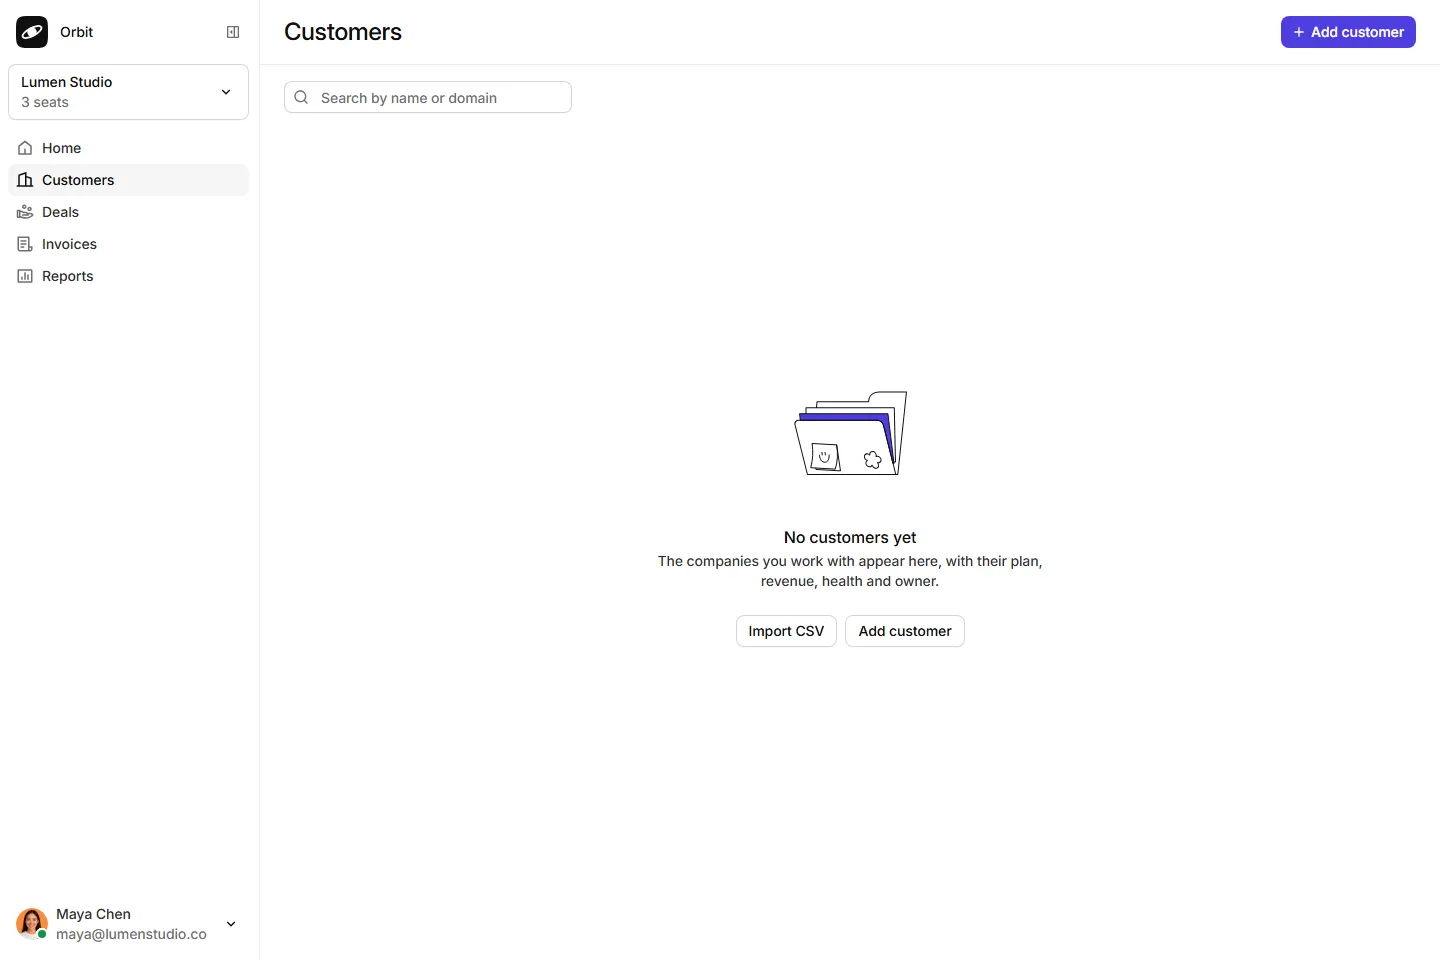 Orbit
Lumen Studio
3 seats
Home
Customers
Deals
Invoices
Reports
Maya Chen
maya@lumenstudio.co
Customers
+ Add customer
Search by name or domain
No customers yet
The companies you work with appear here, with their plan,
revenue, health and owner.
Import CSV
Add customer